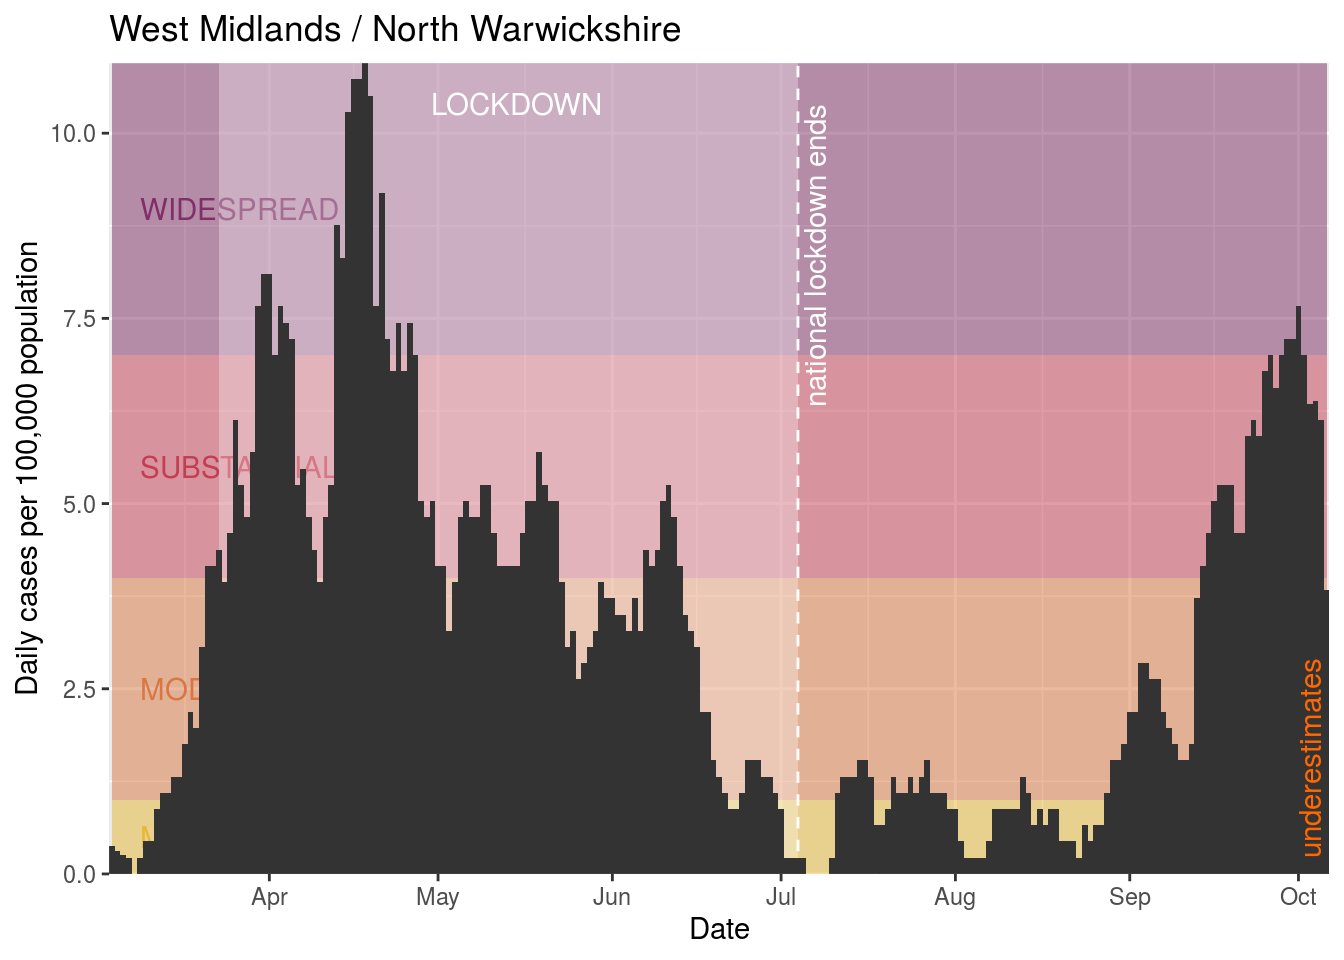 West Midlands / North Warwickshire
LOCKDOWN
WIDESPREAD
national lockdown ends
Daily cases per 100,000 population
10.0
7.5
5.0
2.5
0.0
underestimates
Apr May Jun Jul Aug Sep Oct
Date